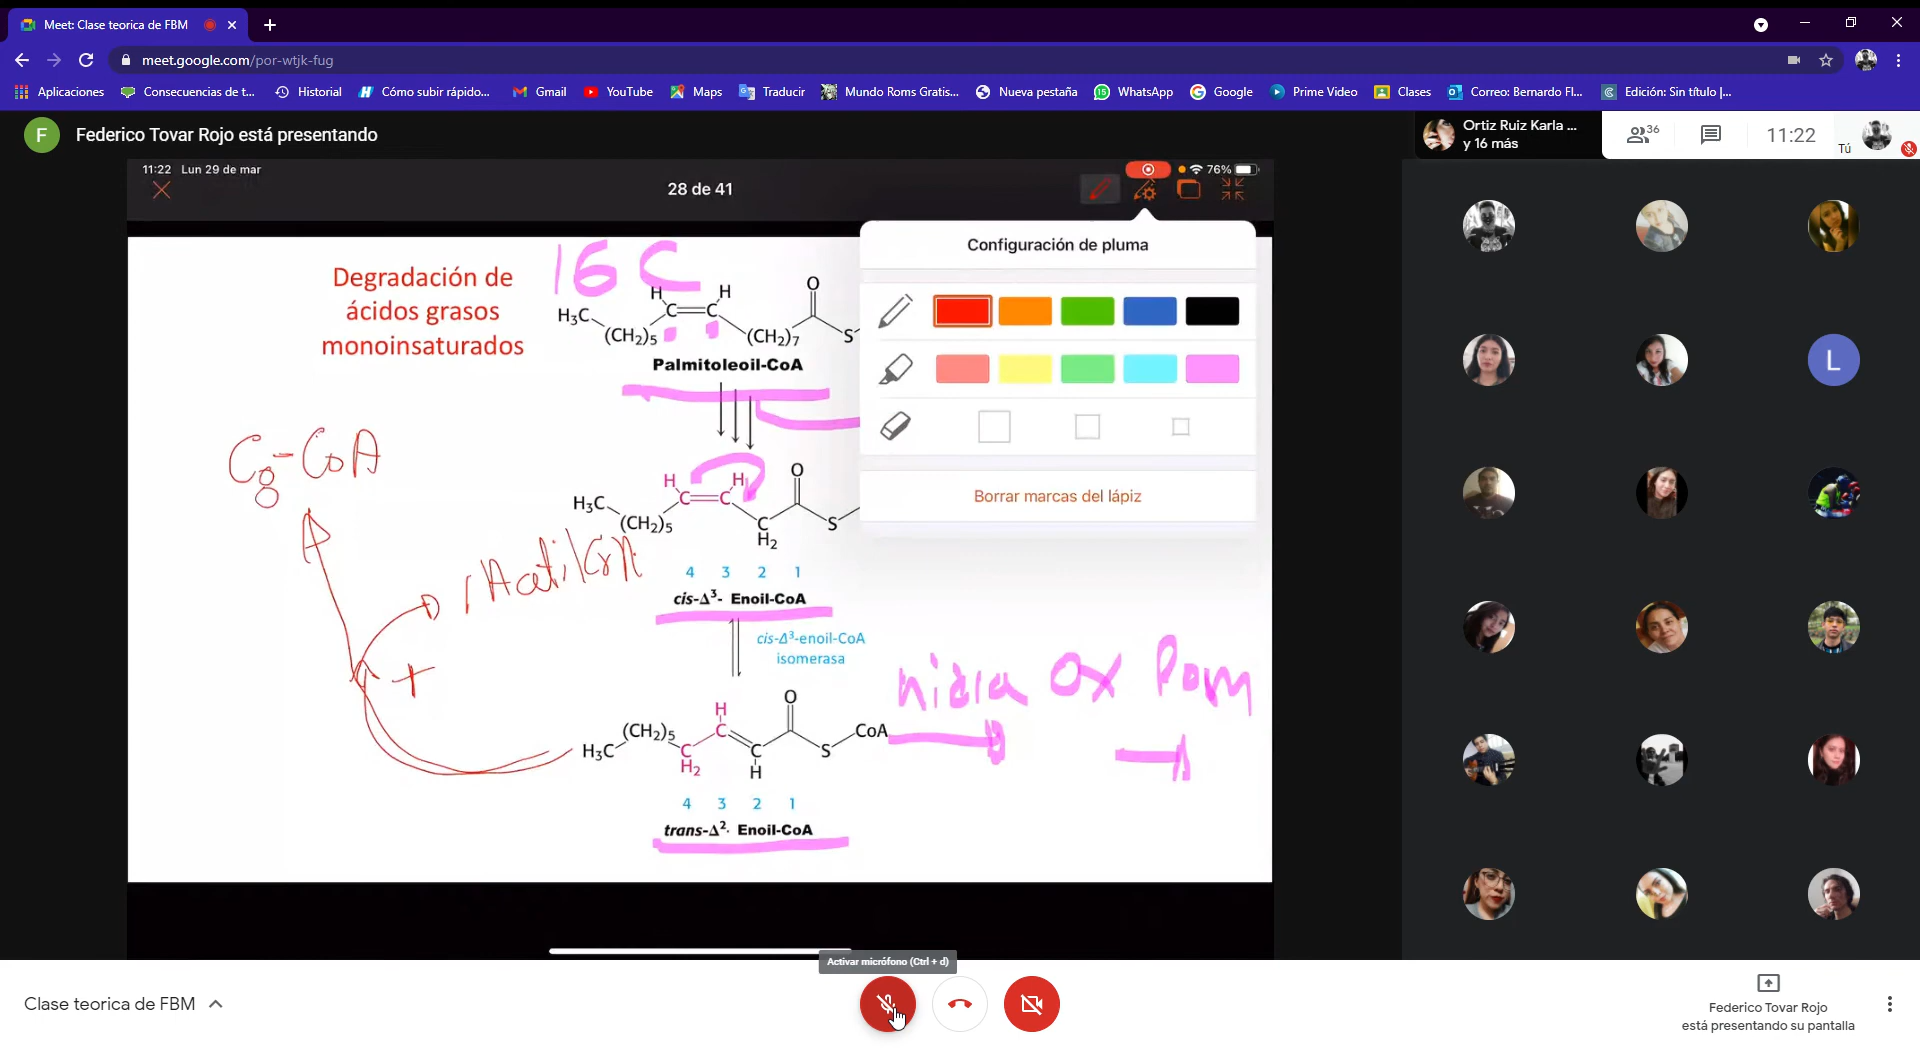 Meet: Clase teorica de FBM
meet.google.com/por-wtjk-fug
Aplicaciones Consecuencias de t... Historial Cómo subir rápido... Gmail YouTube Maps Traducir Mundo Roms Gratis... Nueva pestaña WhatsApp Google Prime Video Clases Correo: Bernardo Fl... Edición: Sin título |...
F Federico Tovar Rojo está presentando
Ortiz Ruiz Karla ...
y 16 más
36
11:22
Tú
11:22 Lun 29 de mar
76%
28 de 41
Configuración de pluma
Borrar marcas del lápiz
16 C
Degradación de
ácidos grasos
monoinsaturados
H H O
H₃C C C
(CH₂)₅ (CH₂)₇ S
Palmitoleoil-CoA
C8-CoA
H H O
H₃C C C
(CH₂)₅ C S
H₂
4 3 2 1
cis-Δ³- Enoil-CoA
cis-Δ³-enoil-CoA
isomerasa
+
Ox
H O
(CH₂)₅ C CoA
H₃C C C S
H₂ H
4 3 2 1
trans-Δ²- Enoil-CoA
L
Activar micrófono (Ctrl + d)
Clase teorica de FBM
Federico Tovar Rojo
está presentando su pantalla